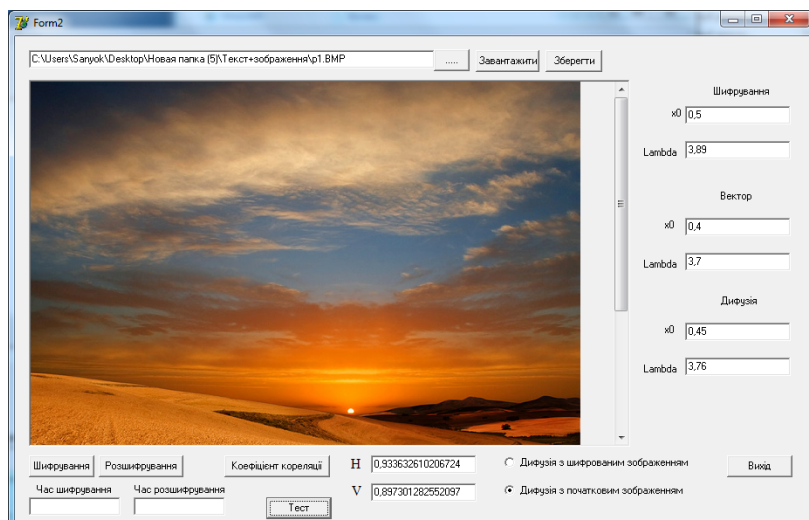 Form2
C:\Users\Sanyok\Desktop\Новая папка (5)\Текст+зображення\p1.BMP ..... Завантажити Зберегти
Шифрування
x0 0,5
Lambda 3,89
Вектор
x0 0,4
Lambda 3,7
Дифузія
x0 0,45
Lambda 3,76
Шифрування Розшифрування Коефіцієнт кореляції H 0,933632610206724 Дифузія з шифрованим зображенням Вихід
Час шифрування Час розшифрування V 0,897301282552097 Дифузія з початковим зображенням
Тест